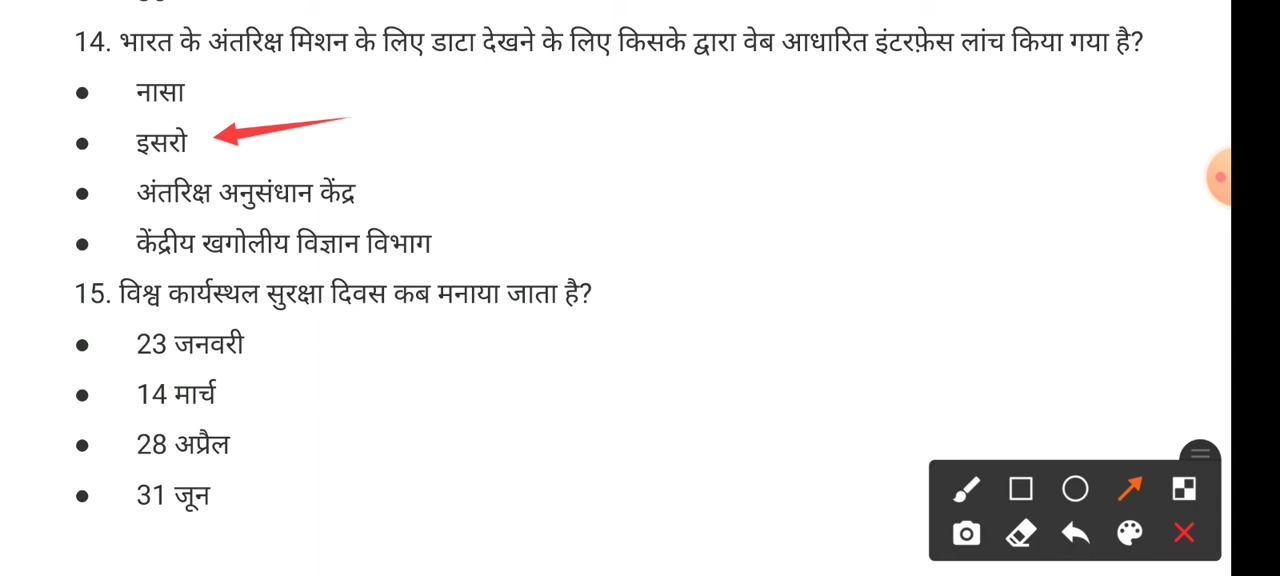 14. भारत के अंतरिक्ष मिशन के लिए डाटा देखने के लिए किसके द्वारा वेब आधारित इंटरफ़ेस लांच किया गया है?
● नासा
● इसरो
● अंतरिक्ष अनुसंधान केंद्र
● केंद्रीय खगोलीय विज्ञान विभाग
15. विश्व कार्यस्थल सुरक्षा दिवस कब मनाया जाता है?
● 23 जनवरी
● 14 मार्च
● 28 अप्रैल
● 31 जून